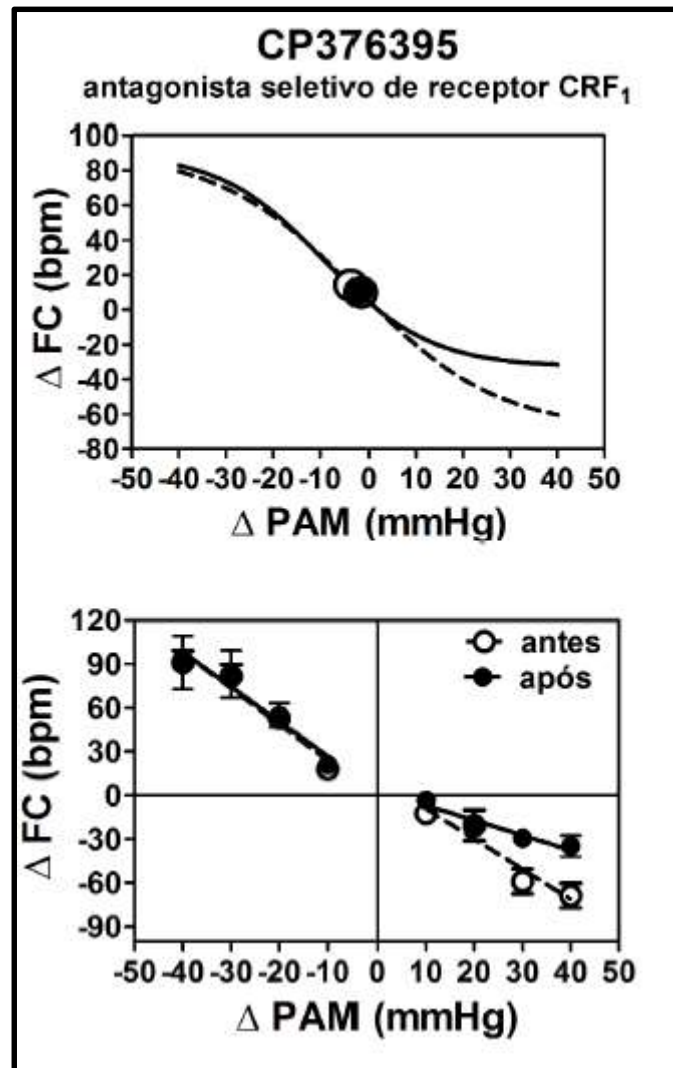 CP376395
antagonista seletivo de receptor CRF₁
Δ FC (bpm)
100
80
60
40
20
0
-20
-40
-60
-80
-50 -40 -30 -20 -10 0 10 20 30 40 50
Δ PAM (mmHg)
Δ FC (bpm)
120
90
60
30
0
-30
-60
-90
antes
após
-50 -40 -30 -20 -10 0 10 20 30 40 50
Δ PAM (mmHg)